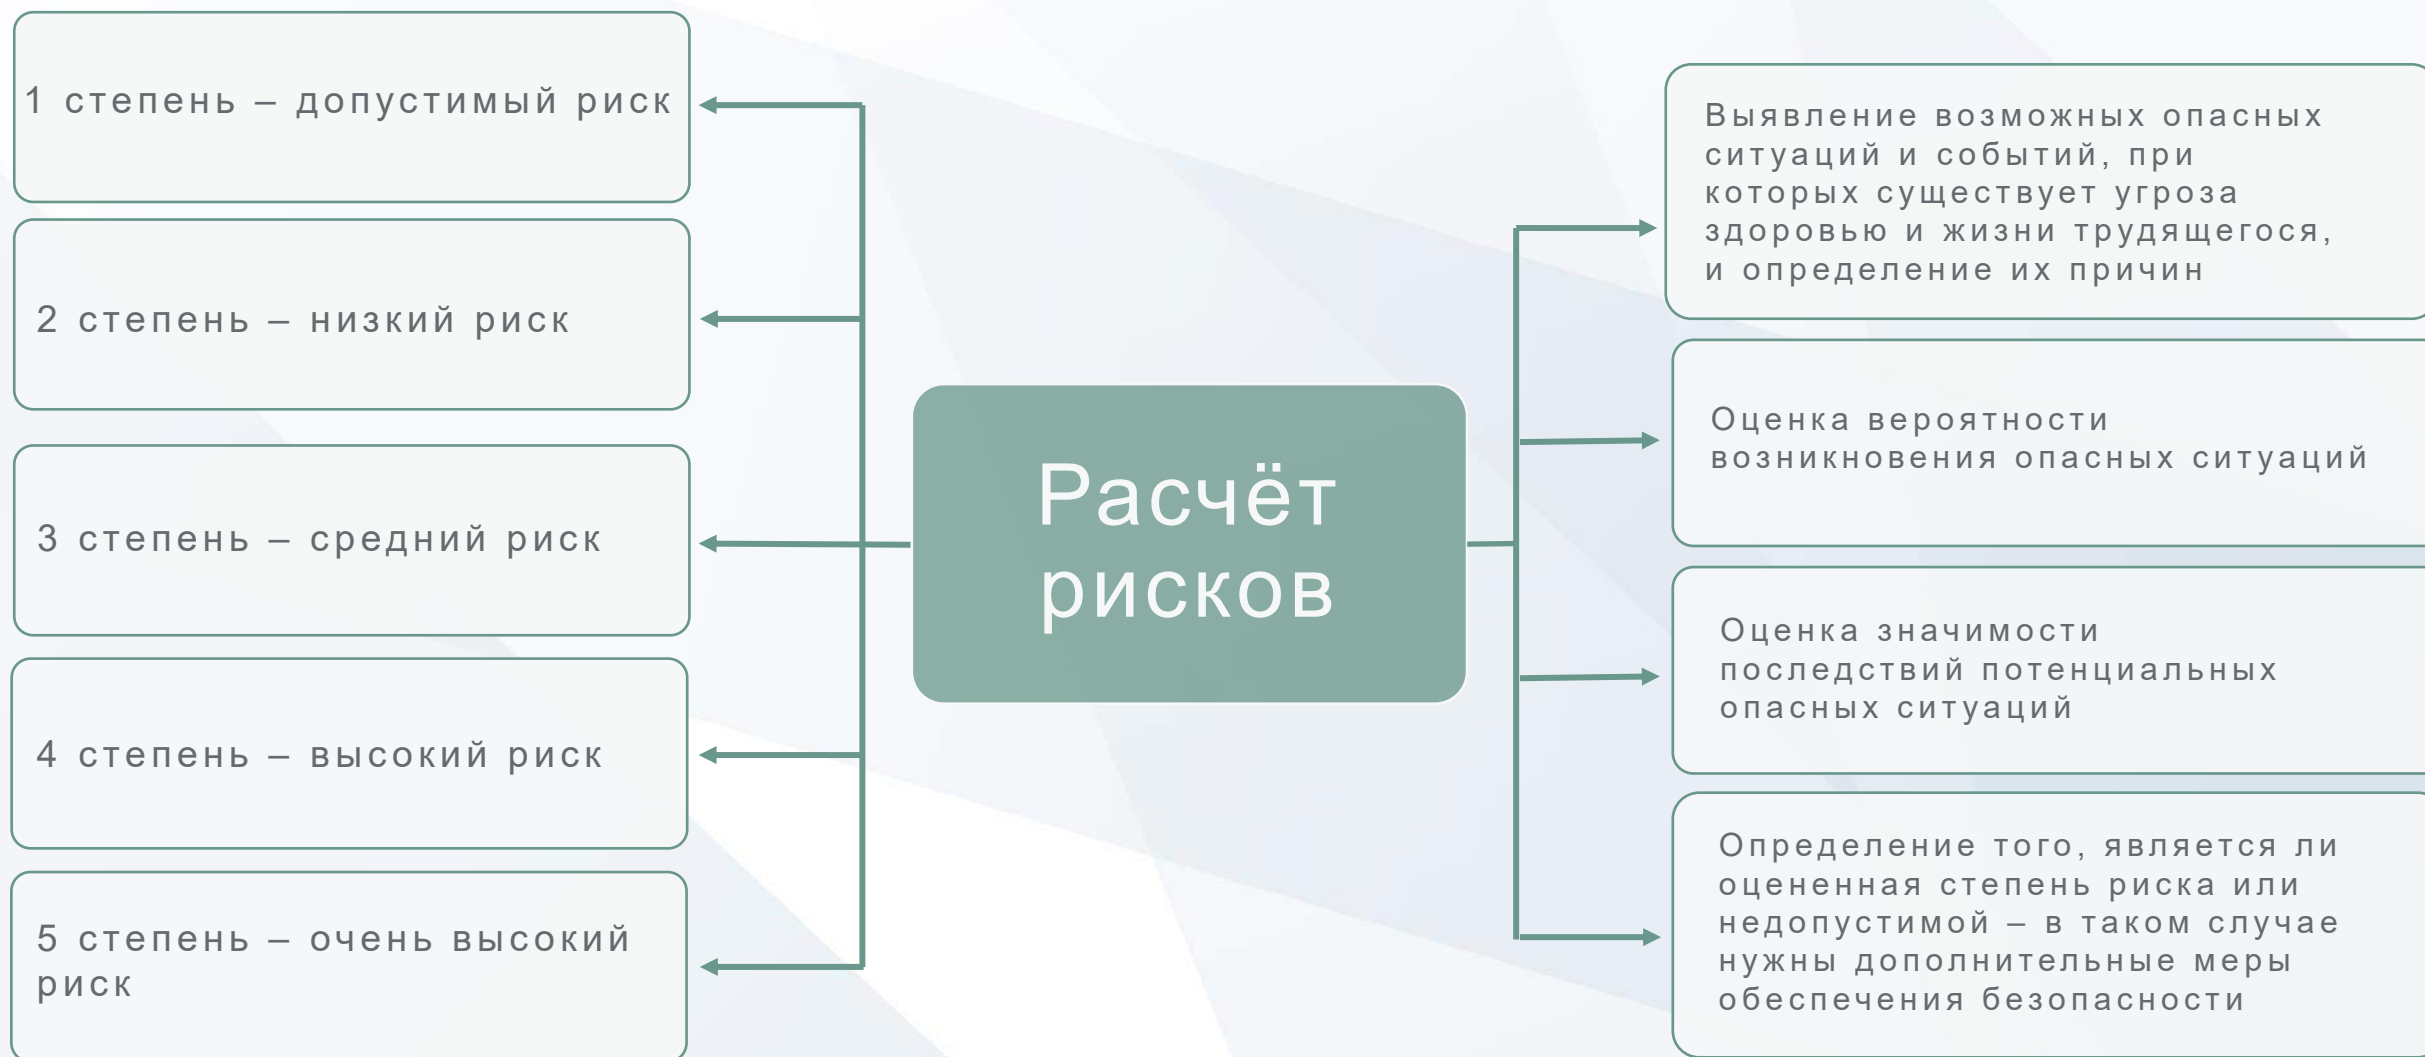 1 степень – допустимый риск
2 степень – низкий риск
3 степень – средний риск
4 степень – высокий риск
5 степень – очень высокий
риск
Расчёт
рисков
Выявление возможных опасных
ситуаций и событий, при
которых существует угроза
здоровью и жизни трудящегося,
и определение их причин
Оценка вероятности
возникновения опасных ситуаций
Оценка значимости
последствий потенциальных
опасных ситуаций
Определение того, является ли
оцененная степень риска или
недопустимой – в таком случае
нужны дополнительные меры
обеспечения безопасности